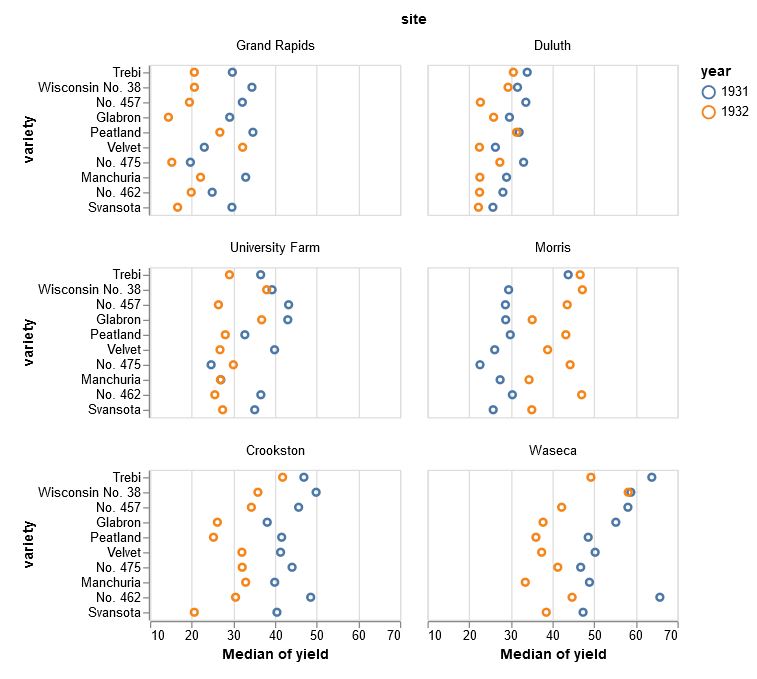 site
Grand Rapids Duluth
year
1931
1932
variety
Trebi
Wisconsin No. 38
No. 457
Glabron
Peatland
Velvet
No. 475
Manchuria
No. 462
Svansota
University Farm Morris
variety
Trebi
Wisconsin No. 38
No. 457
Glabron
Peatland
Velvet
No. 475
Manchuria
No. 462
Svansota
Crookston Waseca
variety
Trebi
Wisconsin No. 38
No. 457
Glabron
Peatland
Velvet
No. 475
Manchuria
No. 462
Svansota
10 20 30 40 50 60 70 10 20 30 40 50 60 70
Median of yield Median of yield